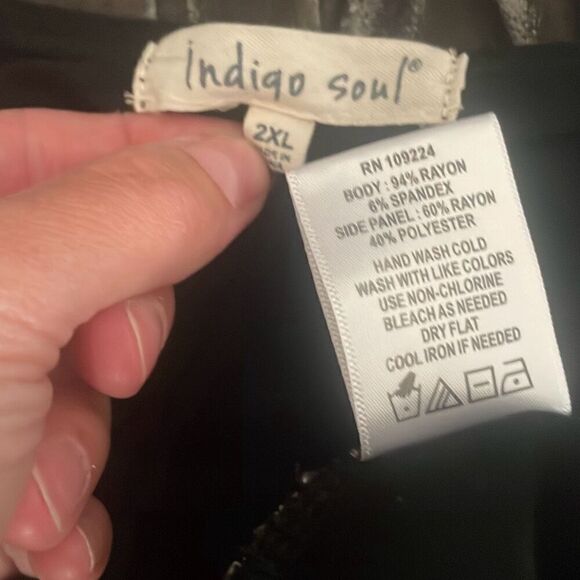 indigo soul®
2XL
RN 109224
BODY : 94% RAYON
6% SPANDEX
SIDE PANEL : 60% RAYON
40% POLYESTER
HAND WASH COLD
WASH WITH LIKE COLORS
USE NON-CHLORINE
BLEACH AS NEEDED
DRY FLAT
COOL IRON IF NEEDED